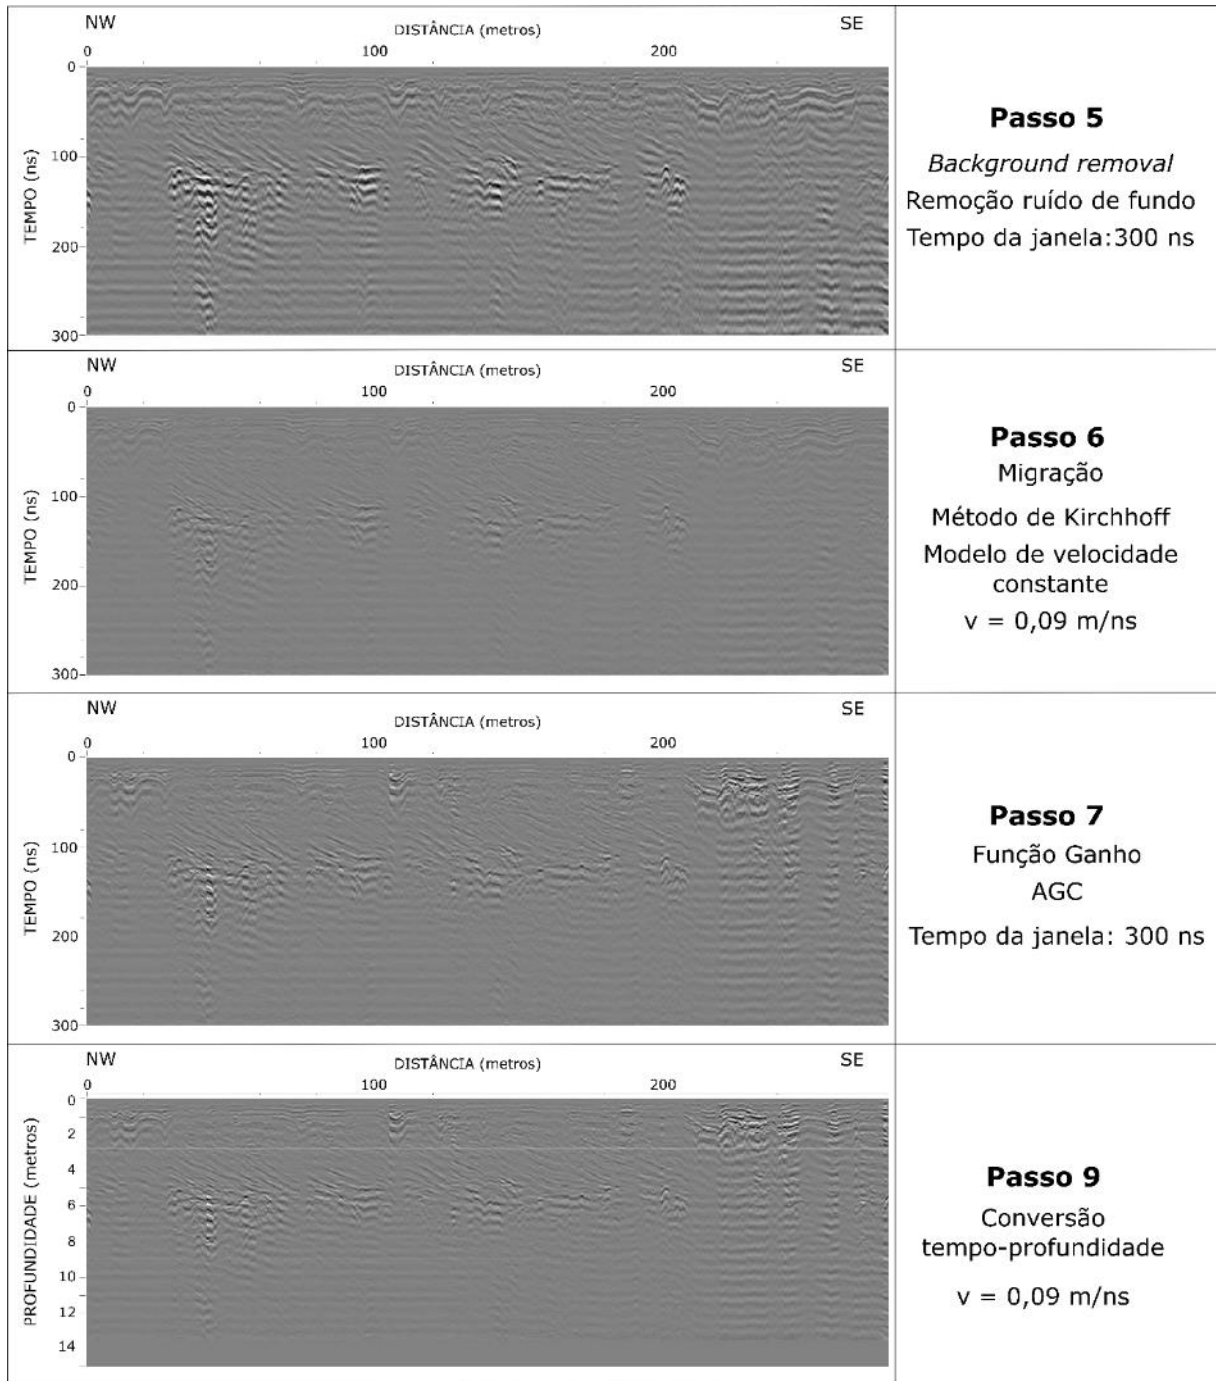 NW
DISTÂNCIA (metros)
SE
0
100
200
0
100
200
300
TEMPO (ns)
Passo 5
Background removal
Remoção ruído de fundo
Tempo da janela:300 ns
NW
DISTÂNCIA (metros)
SE
0
100
200
0
100
200
300
TEMPO (ns)
Passo 6
Migração
Método de Kirchhoff
Modelo de velocidade
constante
v = 0,09 m/ns
NW
DISTÂNCIA (metros)
SE
0
100
200
0
100
200
300
TEMPO (ns)
Passo 7
Função Ganho
AGC
Tempo da janela: 300 ns
NW
DISTÂNCIA (metros)
SE
0
100
200
0
2
4
6
8
10
12
14
PROFUNDIDADE (metros)
Passo 9
Conversão
tempo-profundidade
v = 0,09 m/ns